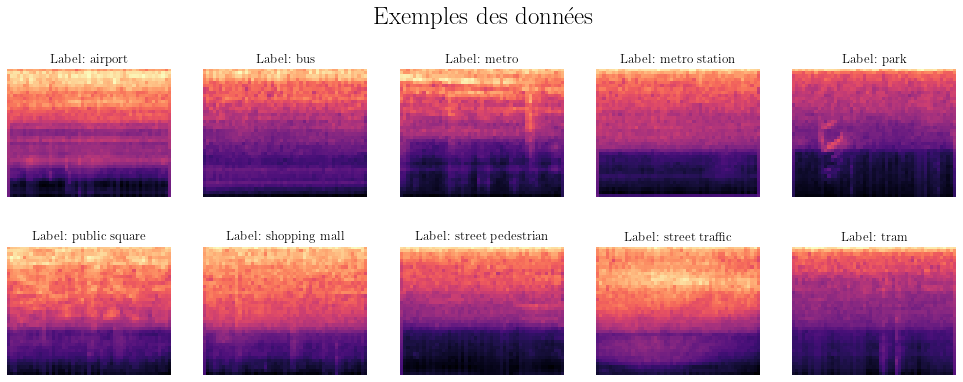 Exemples des données
Label: airport
Label: bus
Label: metro
Label: metro station
Label: park
Label: public square
Label: shopping mall
Label: street pedestrian
Label: street traffic
Label: tram